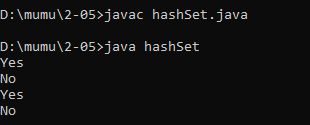 D:\mumu\2-05>javac hashSet.java
D:\mumu\2-05>java hashSet
Yes
No
Yes
No